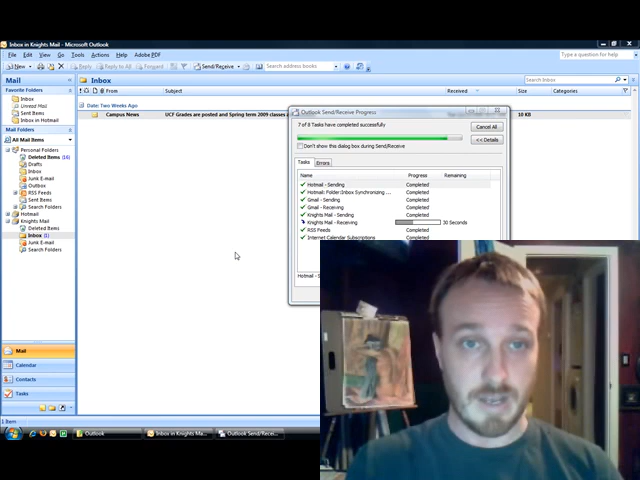 Inbox in Knights Mail - Microsoft Outlook
File Edit View Go Tools Actions Help Adobe PDF
Type a question for help
New Reply Reply to All Forward Send/Receive Search address books
Mail
Inbox
Search Inbox
Favorite Folders
From Subject Received Size Categories
Inbox
Unread Mail
Sent Items
Inbox in Hotmail
Date: Two Weeks Ago
Campus News UCF Grades are posted and Spring term 2009 classes 10 KB
Mail Folders
All Mail Items
Personal Folders
Deleted Items (16)
Drafts
Inbox
Junk E-mail
Outbox
RSS Feeds
Sent Items
Search Folders
Hotmail
Knights Mail
Deleted Items
Inbox (1)
Junk E-mail
Search Folders
Outlook Send/Receive Progress
7 of 8 Tasks have completed successfully
Cancel All
Don't show this dialog box during Send/Receive
<< Details
Tasks Errors
Name Progress Remaining
Hotmail - Sending Completed
Hotmail: Folder:Inbox Synchronizing ... Completed
Gmail - Sending Completed
Gmail - Receiving Completed
Knights Mail - Sending Completed
Knights Mail - Receiving 30 Seconds
RSS Feeds Completed
Internet Calendar Subscriptions Completed
Hotmail - S
Mail
Calendar
Contacts
Tasks
1 Item
Outlook Inbox in Knights Ma... Outlook Send/Recei...